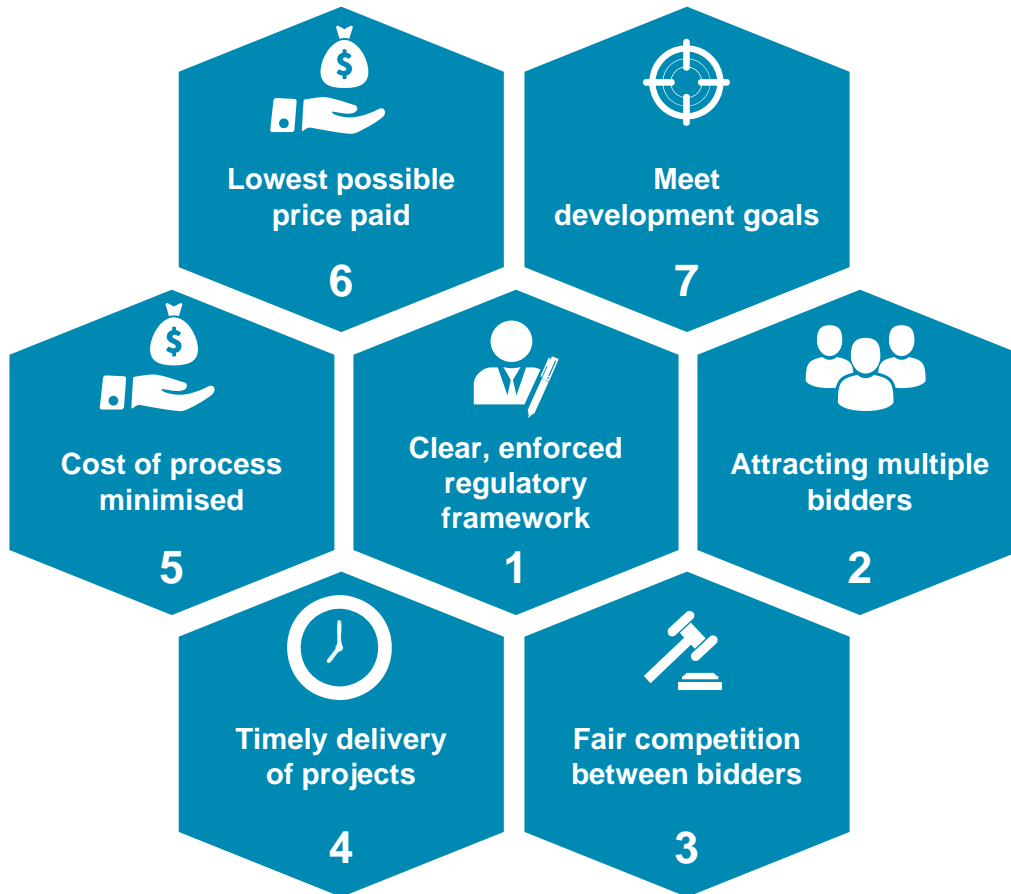 $
Lowest possible
price paid
6
Meet
development goals
7
$
Cost of process
minimised
5
Clear, enforced
regulatory
framework
1
Attracting multiple
bidders
2
Timely delivery
of projects
4
Fair competition
between bidders
3